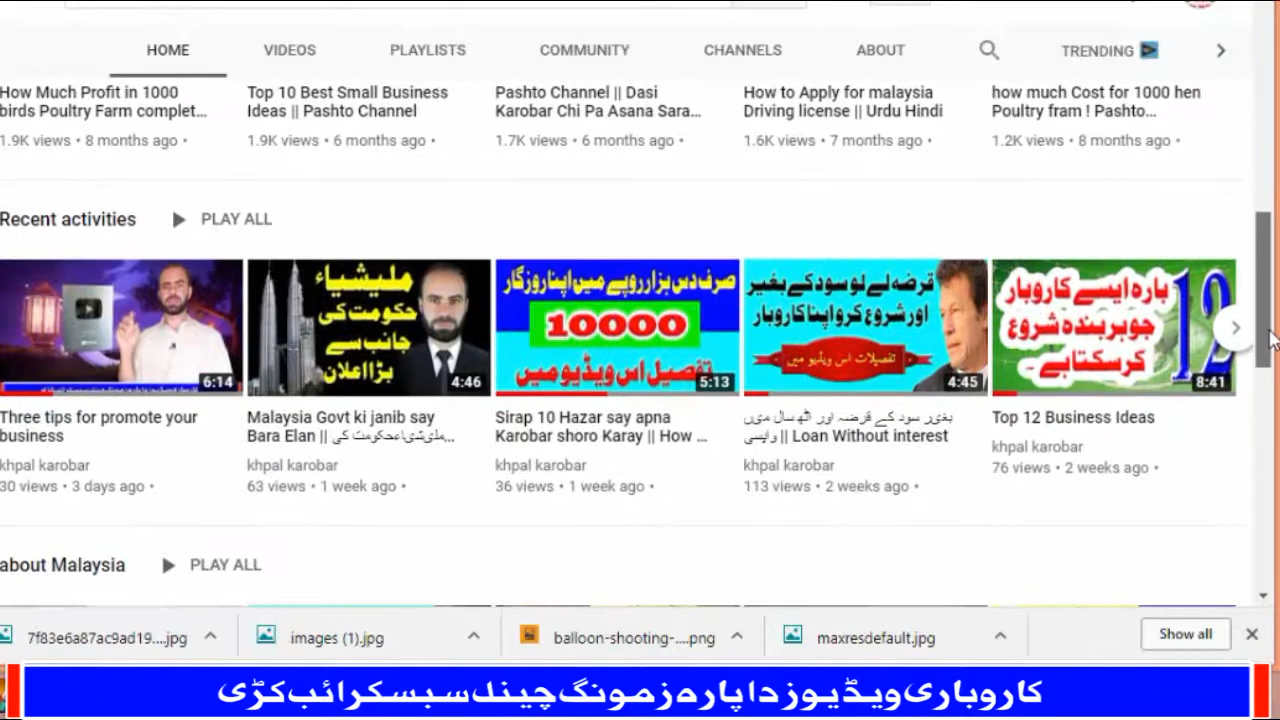 HOME VIDEOS PLAYLISTS COMMUNITY CHANNELS ABOUT TRENDING
How Much Profit in 1000
birds Poultry Farm complet...
1.9K views • 8 months ago •
Top 10 Best Small Business
Ideas || Pashto Channel
1.9K views • 6 months ago •
Pashto Channel || Dasi
Karobar Chi Pa Asana Sara...
1.7K views • 6 months ago •
How to Apply for malaysia
Driving license || Urdu Hindi
1.6K views • 7 months ago •
how much Cost for 1000 hen
Poultry fram ! Pashto...
1.2K views • 8 months ago •
Recent activities PLAY ALL
6:14
Three tips for promote your
business
khpal karobar
30 views • 3 days ago •
ملیشیاء
حکومت کی
جانب سے
بڑا اعلان
4:46
Malaysia Govt ki janib say
Bara Elan || ملیشیاءحکومت کی...
khpal karobar
63 views • 1 week ago •
صرف دس ہزار روپے میں اپنا روزگار
10000
تفصیل اس ویڈیو میں
5:13
Sirap 10 Hazar say apna
Karobar shoro Karay || How ...
khpal karobar
36 views • 1 week ago •
قرضہ لے لو سود کے بغیر
اور شروع کرو اپنا کاروبار
تفصیلات اس ویڈیو میں
4:45
بغیر سود کے قرضہ اور اٹھ سال میں
واپسی || Loan Without interest
khpal karobar
113 views • 2 weeks ago •
بارہ ایسے کاروبار
جو ہر بندہ شروع
کر سکتا ہے۔
12
8:41
Top 12 Business Ideas
khpal karobar
76 views • 2 weeks ago •
about Malaysia PLAY ALL
7f83e6a87ac9ad19....jpg images (1).jpg balloon-shooting-....png maxresdefault.jpg Show all
کاروباری ویڈیوز دا پارہ زمونگ چینل سبسکرائب کڑی